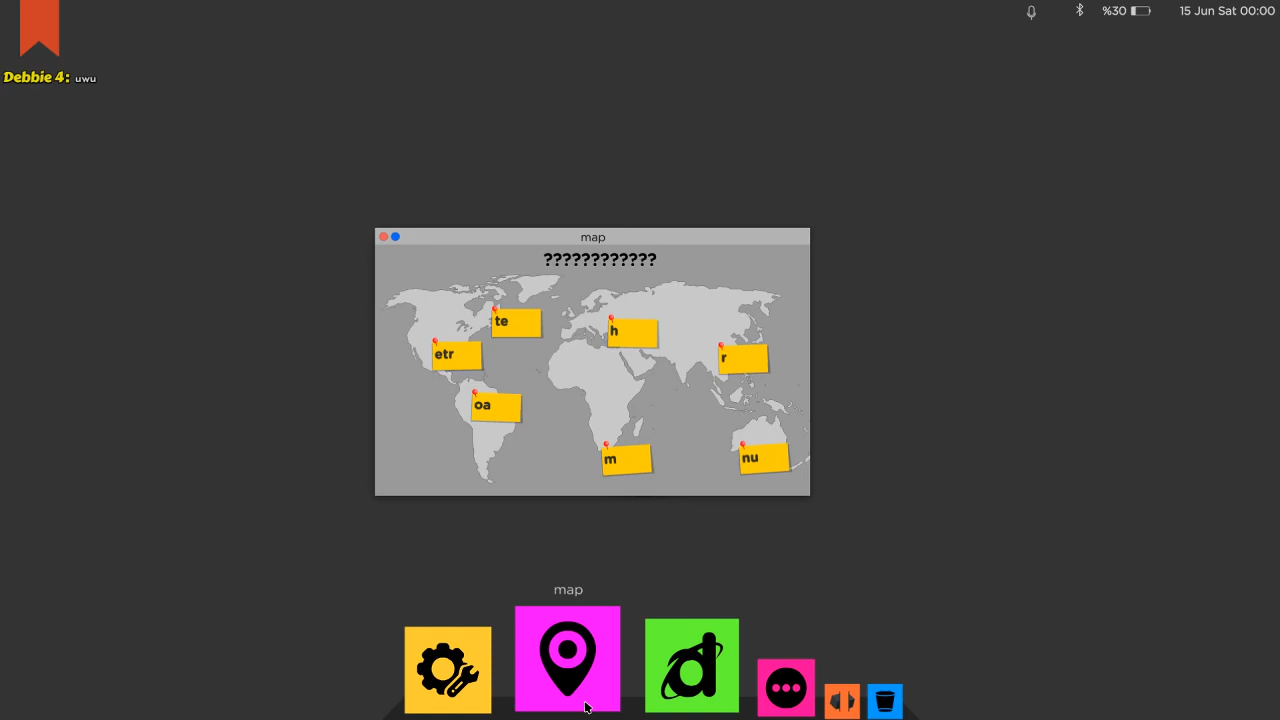 %30 15 Jun Sat 00:00
Debbie 4: uwu
map
????????????
te
h
etr
r
oa
m
nu
map